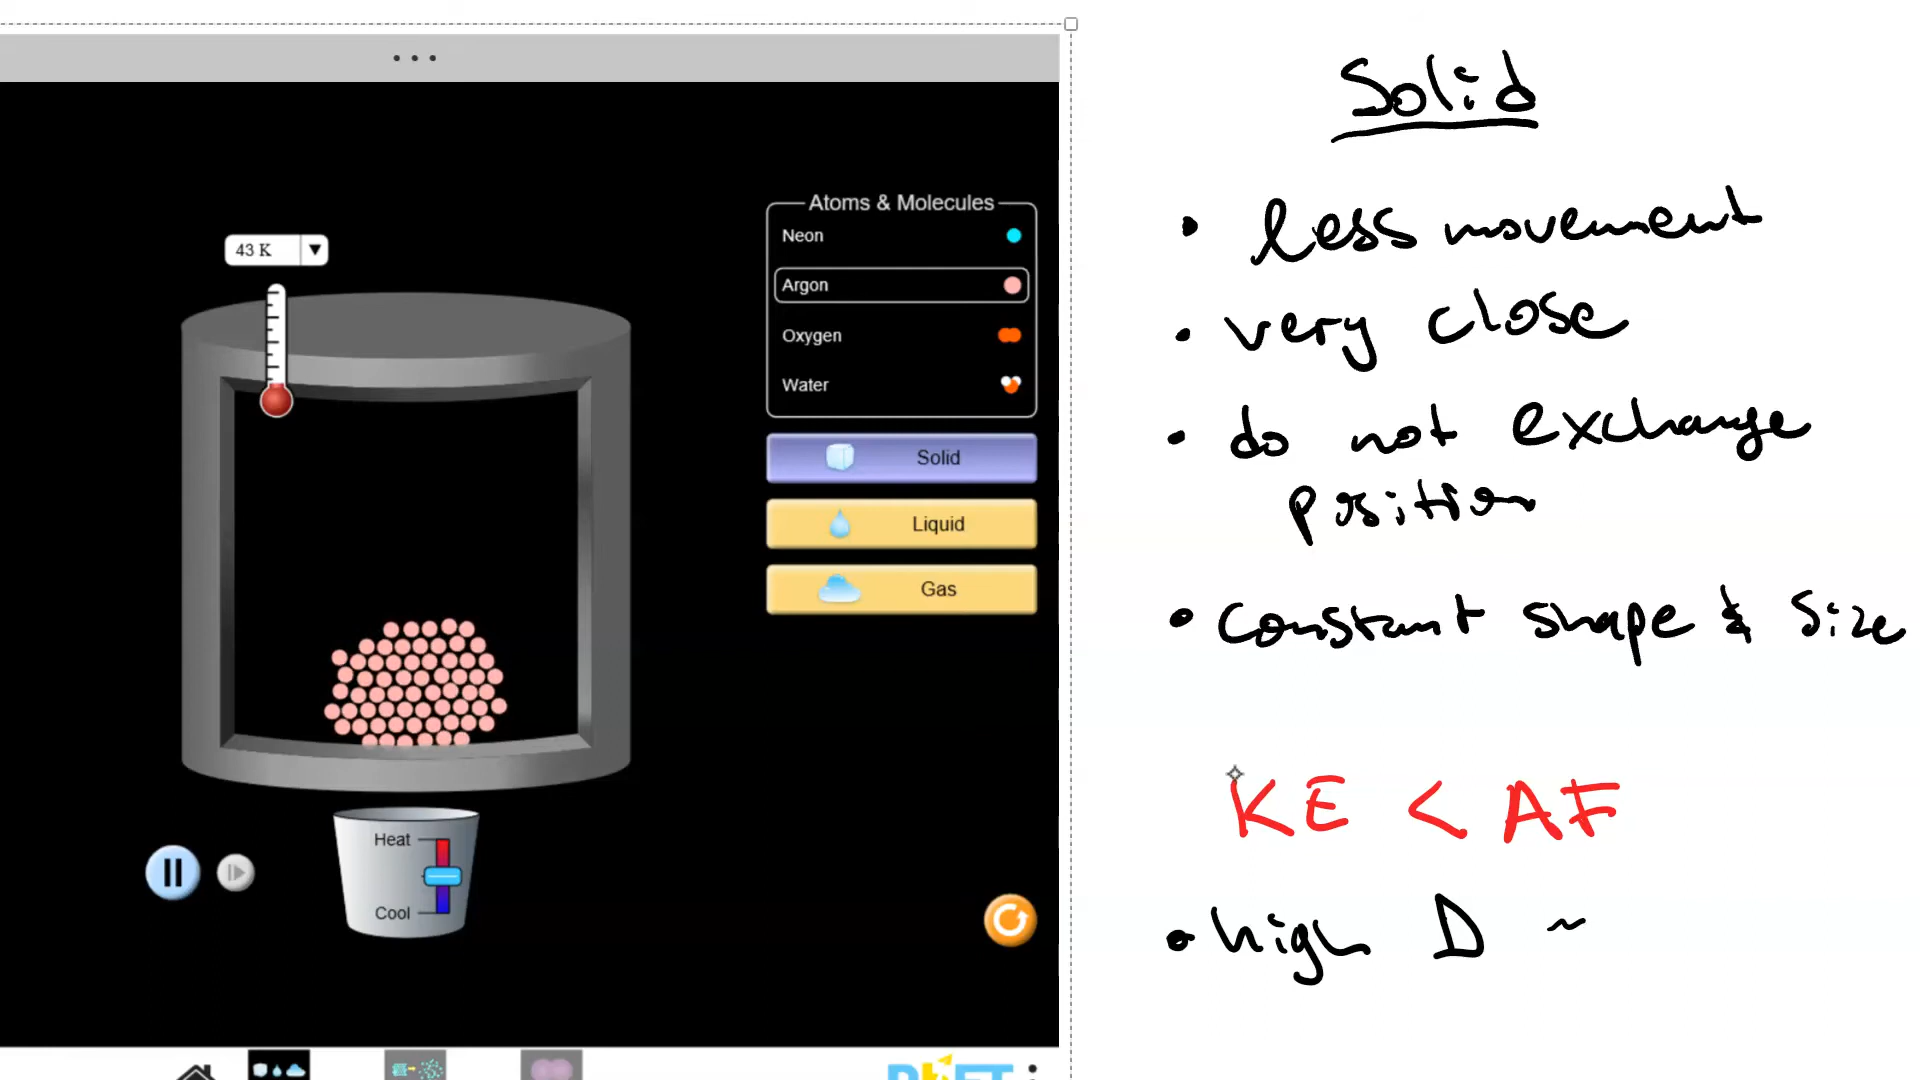 Solid
• less movement
• very close
• do not exchange
position
• constant shape & size
KE < AF
• high D ~
Atoms & Molecules
Neon
Argon
Oxygen
Water
43 K
Solid
Liquid
Gas
Heat
Cool